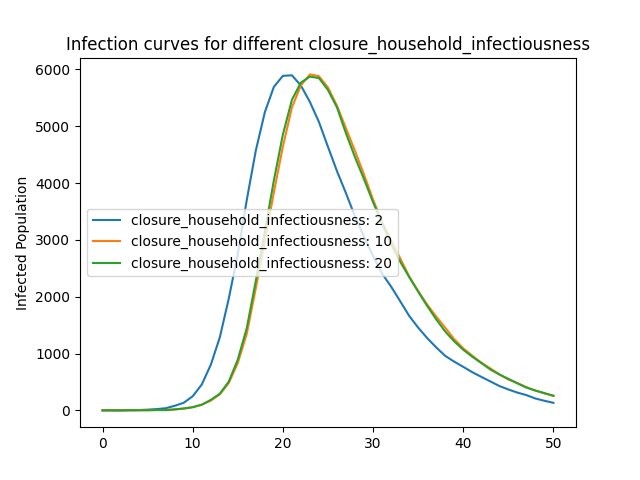 Infection curves for different closure_household_infectiousness
6000
5000
4000
3000
2000
1000
0
Infected Population
closure_household_infectiousness: 2
closure_household_infectiousness: 10
closure_household_infectiousness: 20
0 10 20 30 40 50